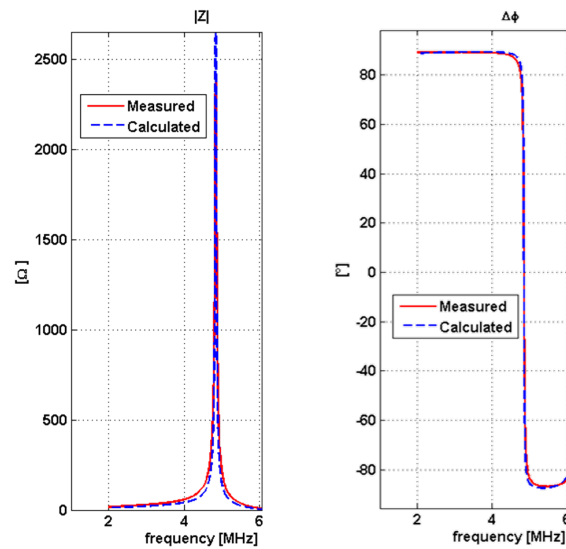 |Z|
2500
2000
1500
1000
500
0
[Ω]
Measured
Calculated
2
4
6
frequency [MHz]
Δϕ
80
60
40
20
0
-20
-40
-60
-80
[°]
Measured
Calculated
2
4
6
frequency [MHz]